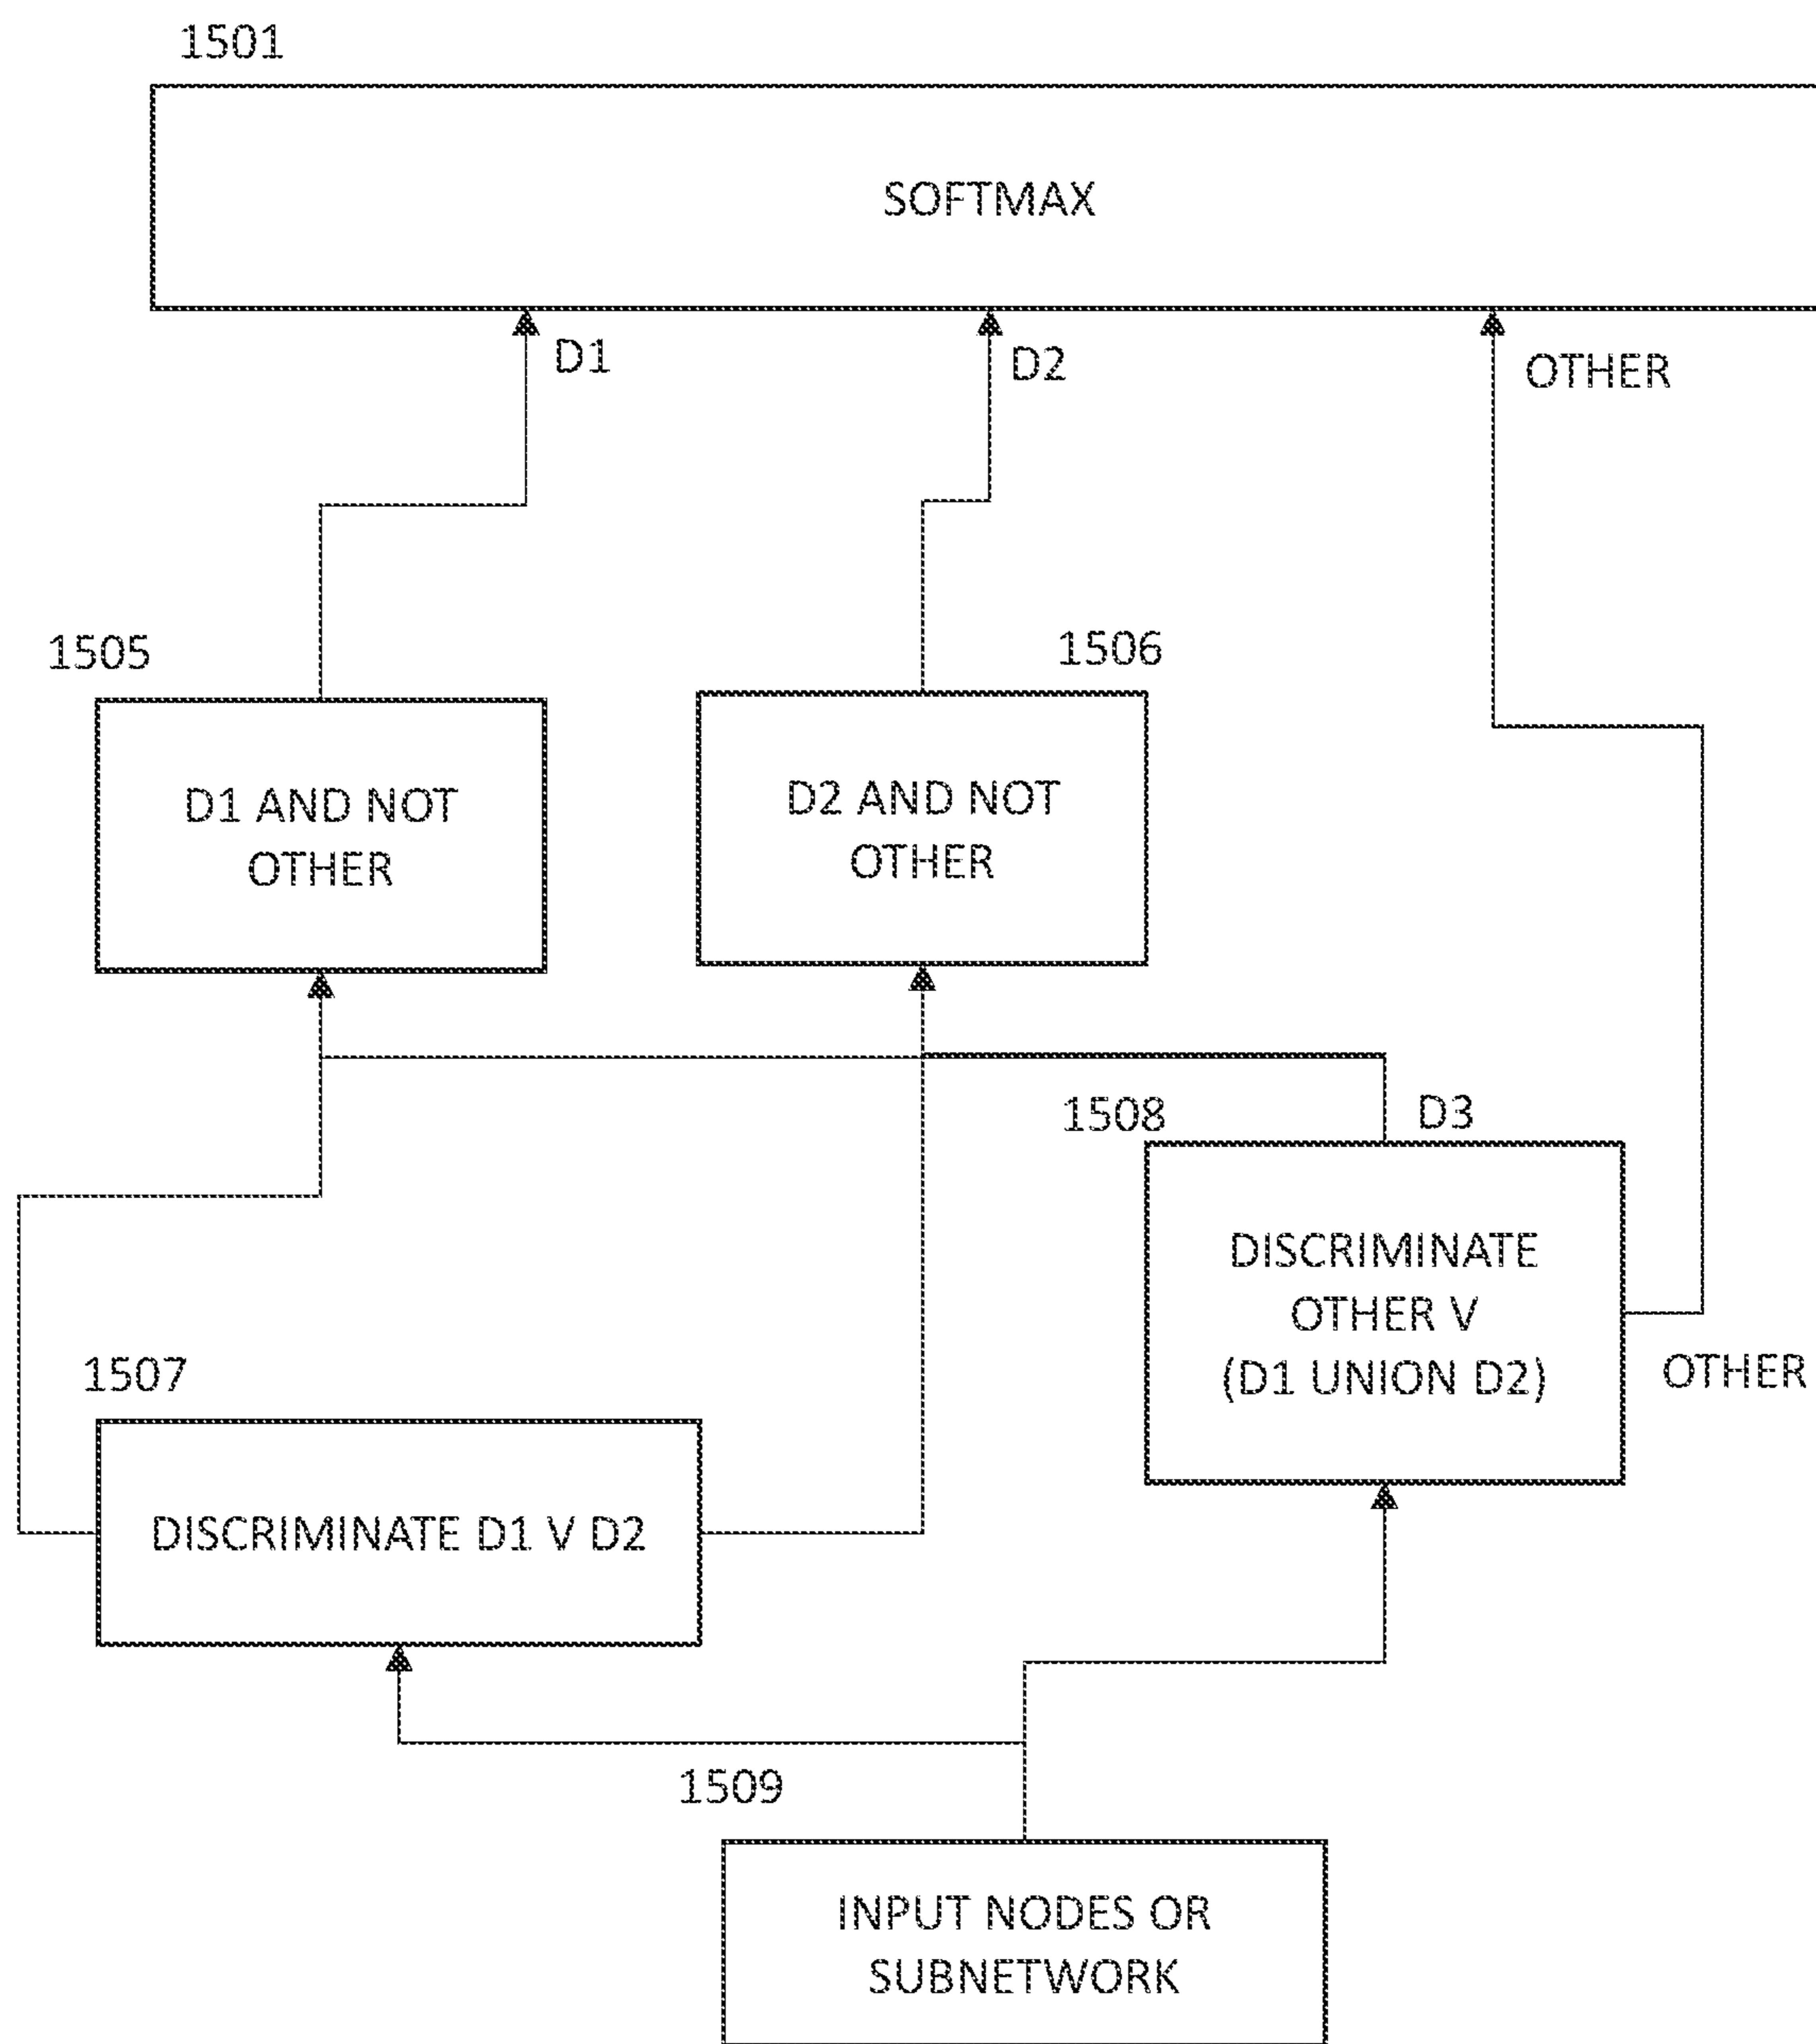 1501
SOFTMAX
D1
D2
OTHER
1505
1506
D1 AND NOT
OTHER
D2 AND NOT
OTHER
1508
D3
DISCRIMINATE
OTHER V
(D1 UNION D2)
OTHER
1507
DISCRIMINATE D1 V D2
1509
INPUT NODES OR
SUBNETWORK